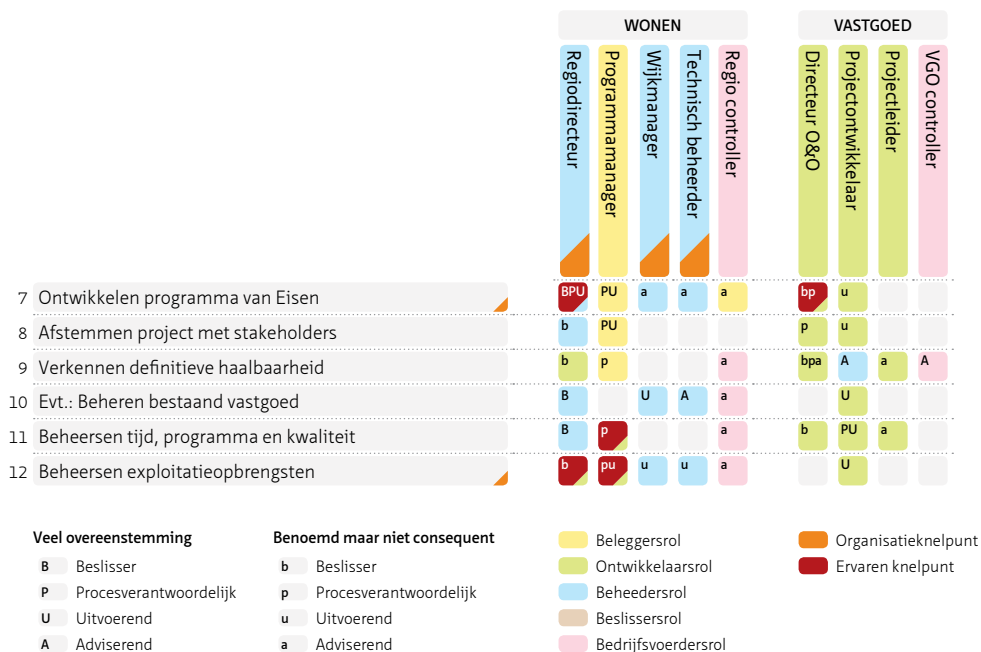 WONEN VASTGOED
Regiodirecteur
Programmamanager
Wijkmanager
Technisch beheerder
Regio controller
Directeur O&O
Projectontwikkelaar
Projectleider
VGO controller
7 Ontwikkelen programma van Eisen BPU PU a a a bp u
8 Afstemmen project met stakeholders b PU p u
9 Verkennen definitieve haalbaarheid b p a bpa A a A
10 Evt.: Beheren bestaand vastgoed B U A a U
11 Beheersen tijd, programma en kwaliteit B p a b PU a
12 Beheersen exploitatieopbrengsten b pu u u a U
Veel overeenstemming
B Beslisser
P Procesverantwoordelijk
U Uitvoerend
A Adviserend
Benoemd maar niet consequent
b Beslisser
p Procesverantwoordelijk
u Uitvoerend
a Adviserend
Beleggersrol
Ontwikkelaarsrol
Beheedersrol
Beslissersrol
Bedrijfsvoerdersrol
Organisatieknelpunt
Ervaren knelpunt